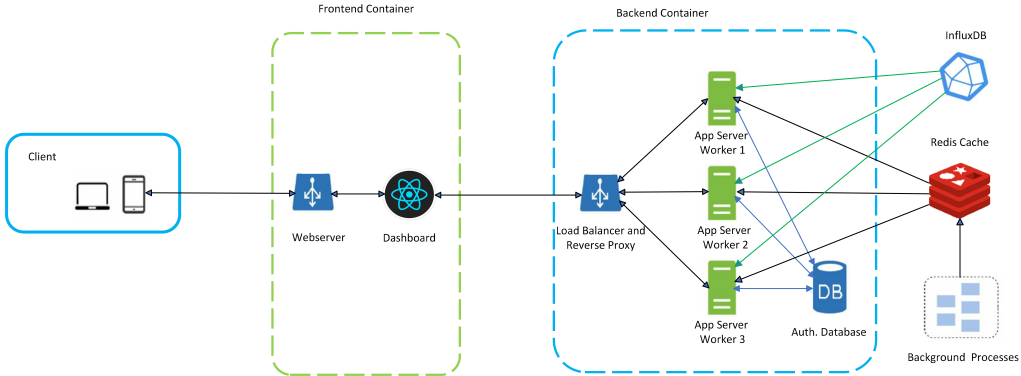 Frontend Container
Backend Container
InfluxDB
Client
App Server
Worker 1
Redis Cache
Webserver
Dashboard
Load Balancer and
Reverse Proxy
App Server
Worker 2
DB
App Server
Worker 3
Auth. Database
Background Processes